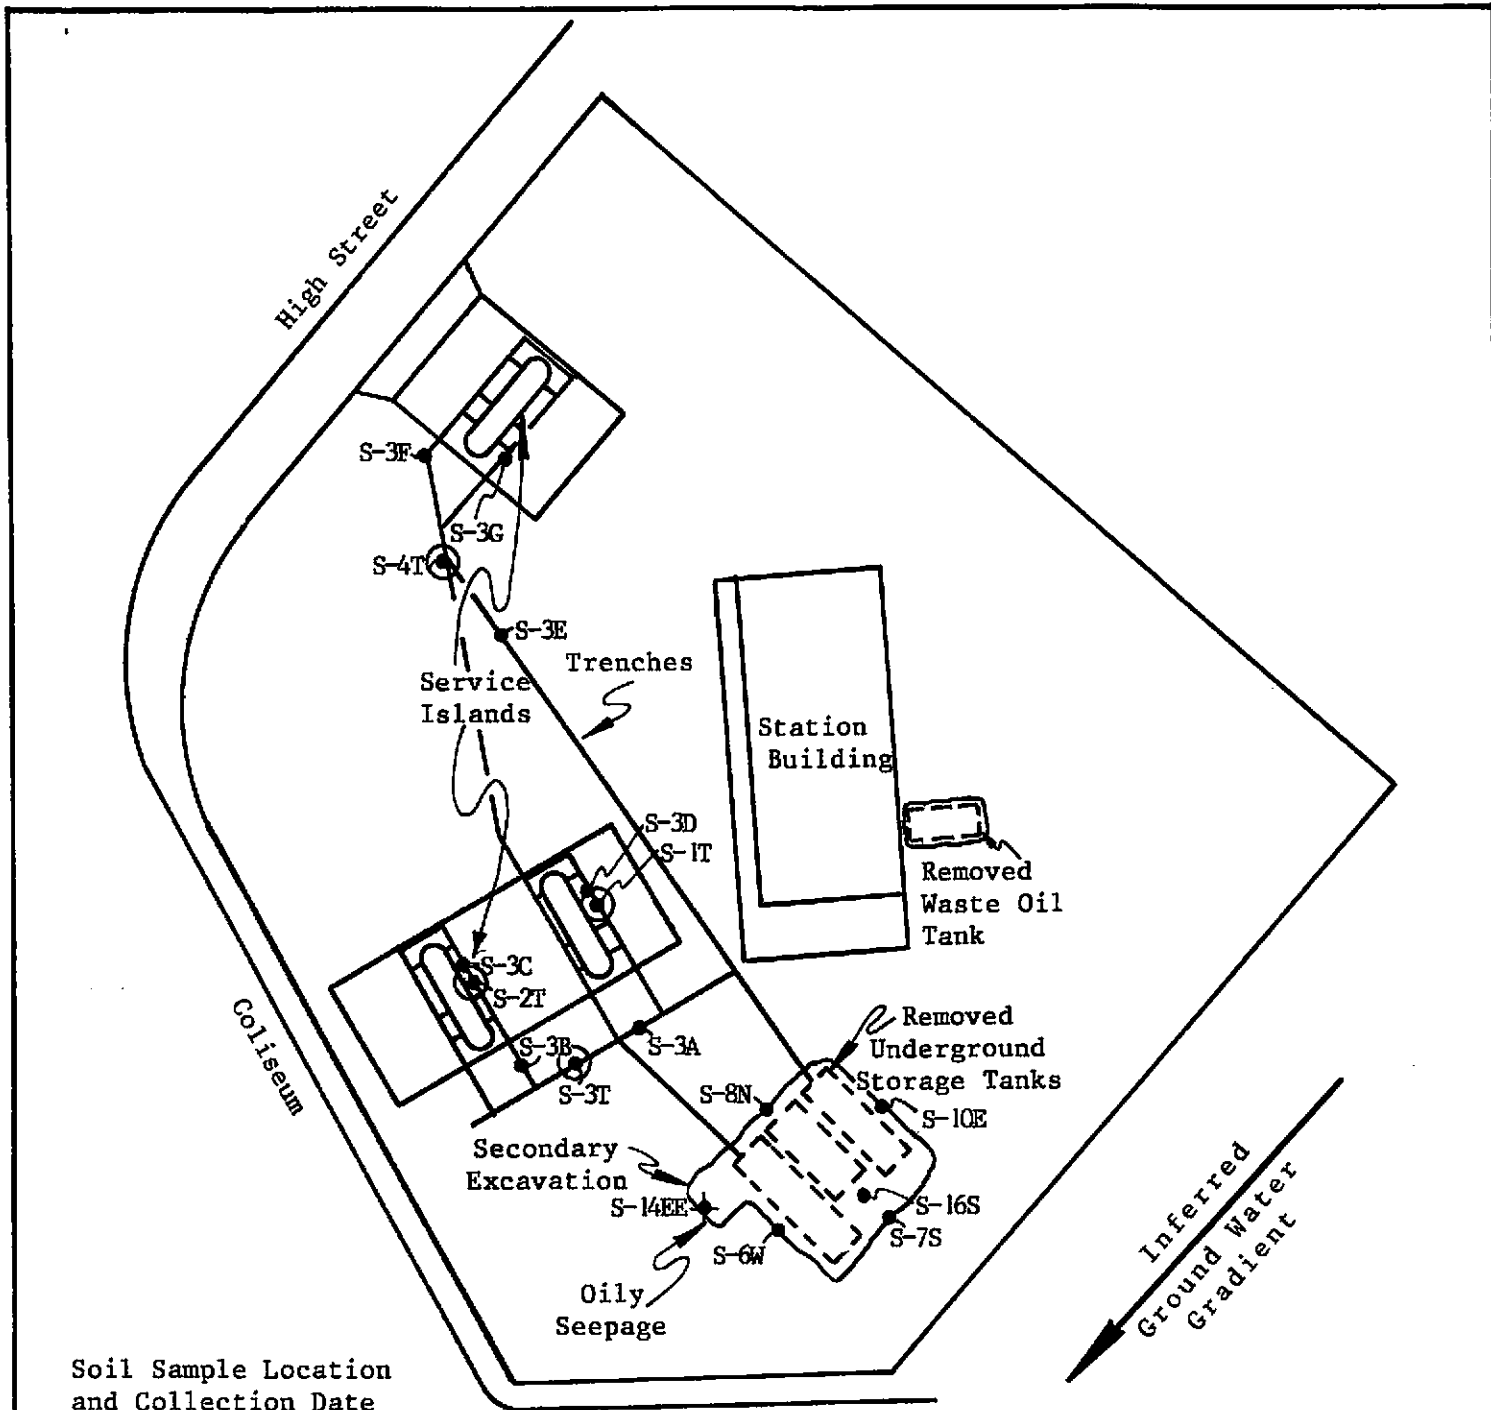 High Street
S-3F
S-3G
S-4T
S-3E
Trenches
Service
Islands
Station
Building
S-3D
S-1T
Removed
Waste Oil
Tank
S-3C
S-2T
Coliseum
S-3B
S-3A
S-3T
Removed
Underground
Storage Tanks
S-8N
S-10E
Secondary
Excavation
S-14EE
S-16S
S-7S
S-6W
Oily
Seepage
Inferred
Ground Water
Gradient
Soil Sample Location
and Collection Date